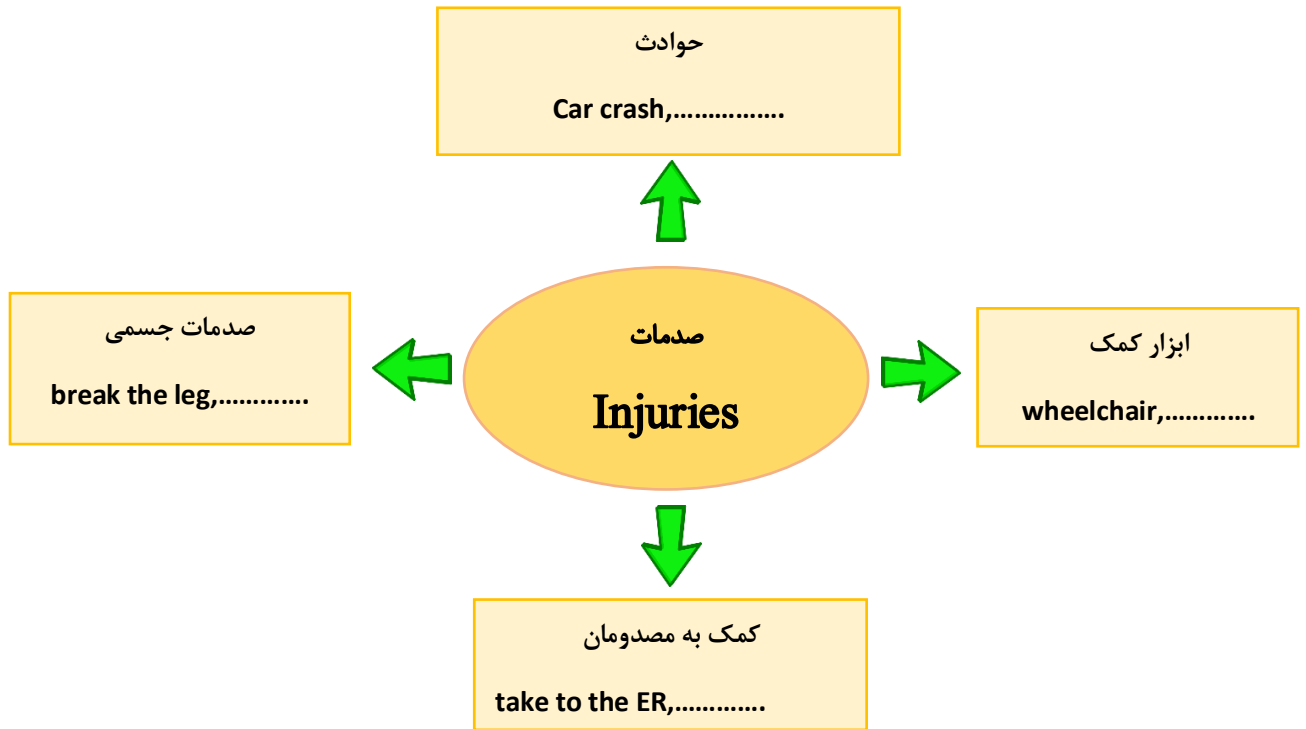 حوادث
Car crash,…………….
صدمات جسمی
break the leg,………….
صدمات
Injuries
ابزار کمک
wheelchair,………….
کمک به مصدومان
take to the ER,………….